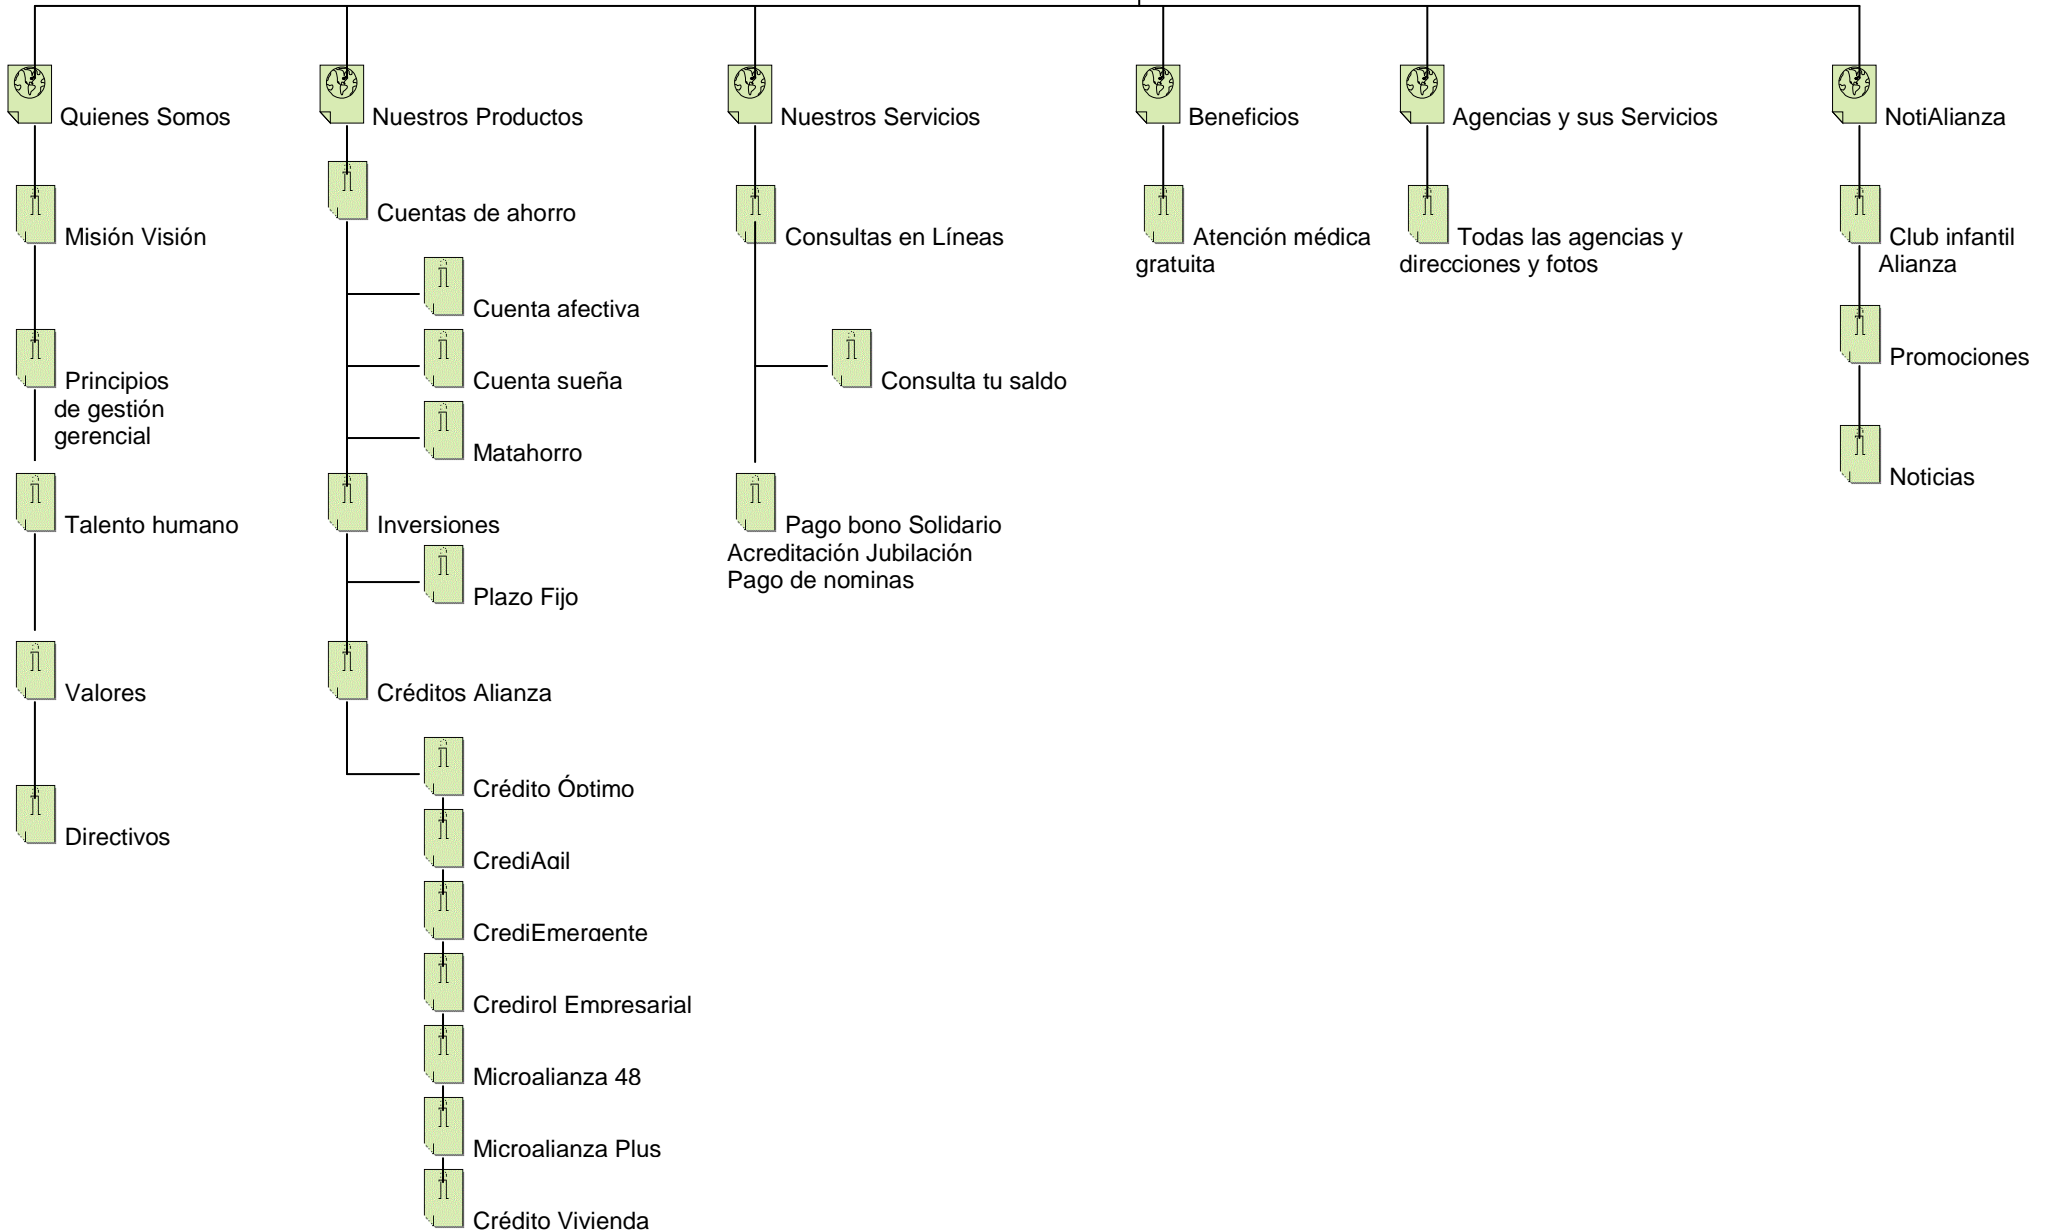 Quienes Somos
Misión Visión
Principios
de gestión
gerencial
Talento humano
Valores
Directivos
Nuestros Productos
Cuentas de ahorro
Cuenta afectiva
Cuenta sueña
Matahorro
Inversiones
Plazo Fijo
Créditos Alianza
Crédito Óptimo
CrediAgil
CrediEmergente
Credirol Empresarial
Microalianza 48
Microalianza Plus
Crédito Vivienda
Nuestros Servicios
Consultas en Líneas
Consulta tu saldo
Pago bono Solidario
Acreditación Jubilación
Pago de nominas
Beneficios
Atención médica
gratuita
Agencias y sus Servicios
Todas las agencias y
direcciones y fotos
NotiAlianza
Club infantil
Alianza
Promociones
Noticias